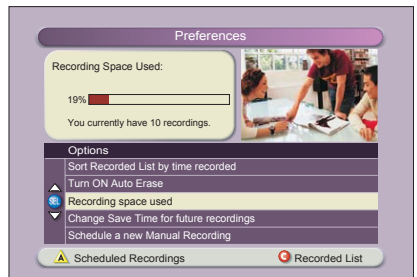 Preferences
Recording Space Used:
19%
You currently have 10 recordings.
Options
Sort Recorded List by time recorded
Turn ON Auto Erase
SEL Recording space used
Change Save Time for future recordings
Schedule a new Manual Recording
A Scheduled Recordings C Recorded List